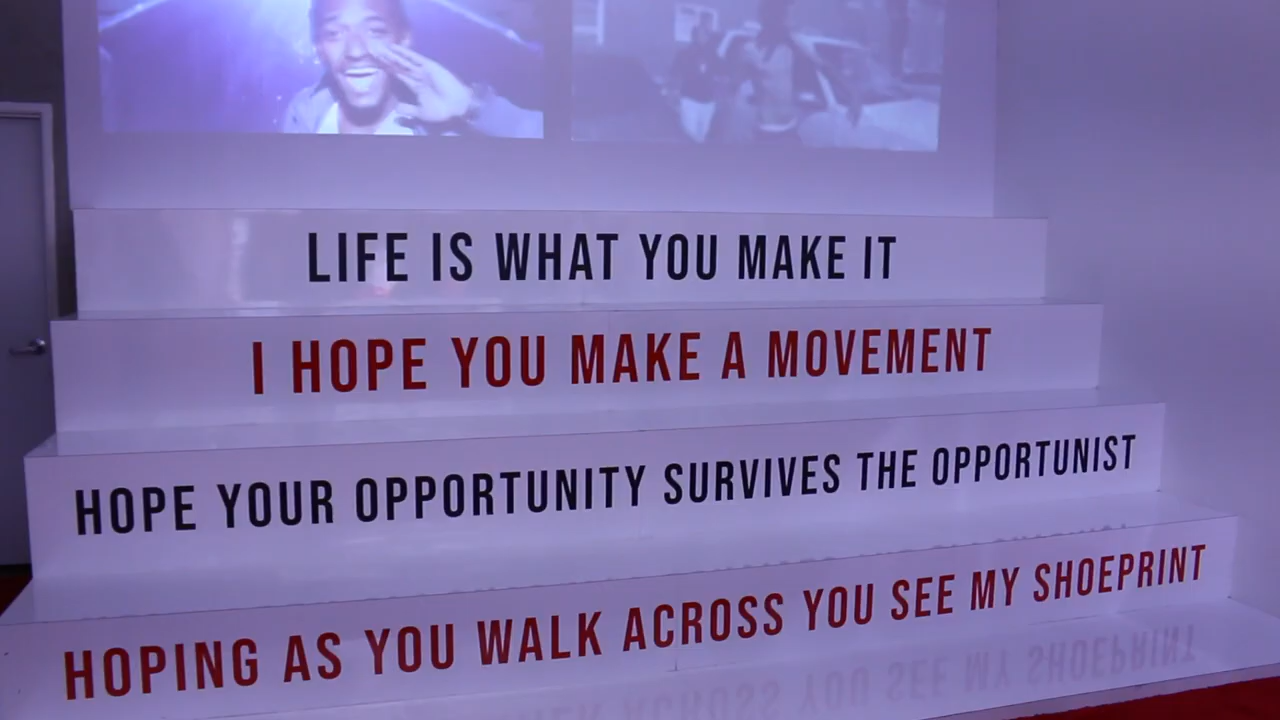 LIFE IS WHAT YOU MAKE IT
I HOPE YOU MAKE A MOVEMENT
HOPE YOUR OPPORTUNITY SURVIVES THE OPPORTUNIST
HOPING AS YOU WALK ACROSS YOU SEE MY SHOEPRINT